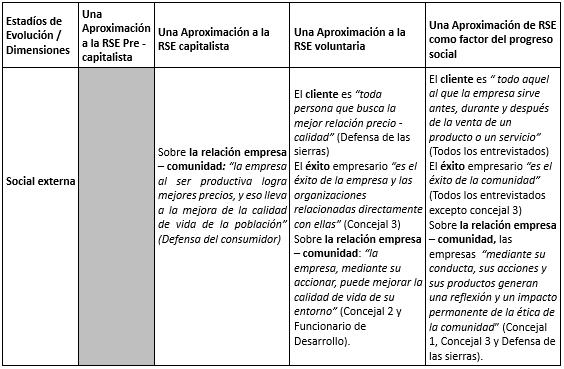 Estadíos de
Evolución /
Dimensiones
Una
Aproximación
a la RSE Pre -
capitalista
Una Aproximación a la
RSE capitalista
Una Aproximación a la
RSE voluntaria
Una Aproximación de RSE
como factor del progreso
social
Social externa
Sobre la relación empresa
– comunidad: “la empresa
al ser productiva logra
mejores precios, y eso lleva
a la mejora de la calidad
de vida de la población”
(Defensa del consumidor)
El cliente es “toda
persona que busca la
mejor relación precio -
calidad” (Defensa de las
sierras)
El éxito empresario “es el
éxito de la empresa y las
organizaciones
relacionadas directamente
con ellas” (Concejal 3)
Sobre la relación empresa
– comunidad: “la
empresa, mediante su
accionar, puede mejorar la
calidad de vida de su
entorno” (Concejal 2 y
Funcionario de
Desarrollo).
El cliente es “ todo aquel
al que la empresa sirve
antes, durante y después
de la venta de un
producto o un servicio”
(Todos los entrevistados)
El éxito empresario “es el
éxito de la comunidad”
(Todos los entrevistados
excepto concejal 3)
Sobre la relación empresa
– comunidad, las
empresas “mediante su
conducta, sus acciones y
sus productos generan
una reflexión y un impacto
permanente de la ética de
la comunidad” (Concejal
1, Concejal 3 y Defensa de
las sierras).